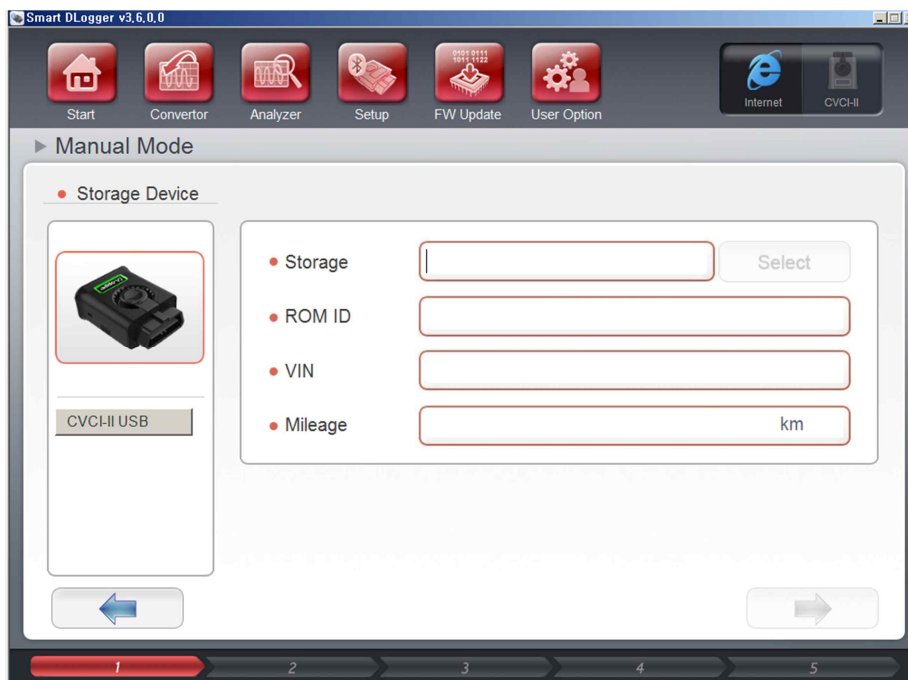 Smart DLogger v3.6.0.0
0101 0111
1011 1122
Start Convertor Analyzer Setup FW Update User Option Internet CVCI-II
Manual Mode
Storage Device
DLogger
CVCI-II USB
Storage Select
ROM ID
VIN
Mileage km
1 2 3 4 5